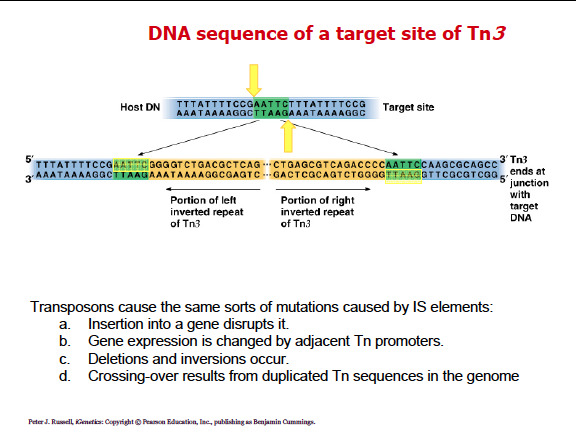 DNA sequence of a target site of Tn3
Host DN
TTTATTTTCCGAATTCTTTATTTTCCG
AAATAAAAGGCTTAAGAAATAAAAGGC
Target site
5′
TTTATTTTCCGAATTCGGGGTCTGACGCTCAG···CTGAGCGTCAGACCCCAATTCCAAGCGCAGCC
3′
3′
AAATAAAAGGCTTAAGAAATAAAAGGCGAGTC···GACTCGCAGTCTGGGGTTAAGGTTCGCGTCGG
5′
Tn3
ends at
junction
with
target
DNA
Portion of left
inverted repeat
of Tn3
Portion of right
inverted repeat
of Tn3
Transposons cause the same sorts of mutations caused by IS elements:
a. Insertion into a gene disrupts it.
b. Gene expression is changed by adjacent Tn promoters.
c. Deletions and inversions occur.
d. Crossing-over results from duplicated Tn sequences in the genome
Peter J. Russell, iGenetics: Copyright © Pearson Education, Inc., publishing as Benjamin Cummings.